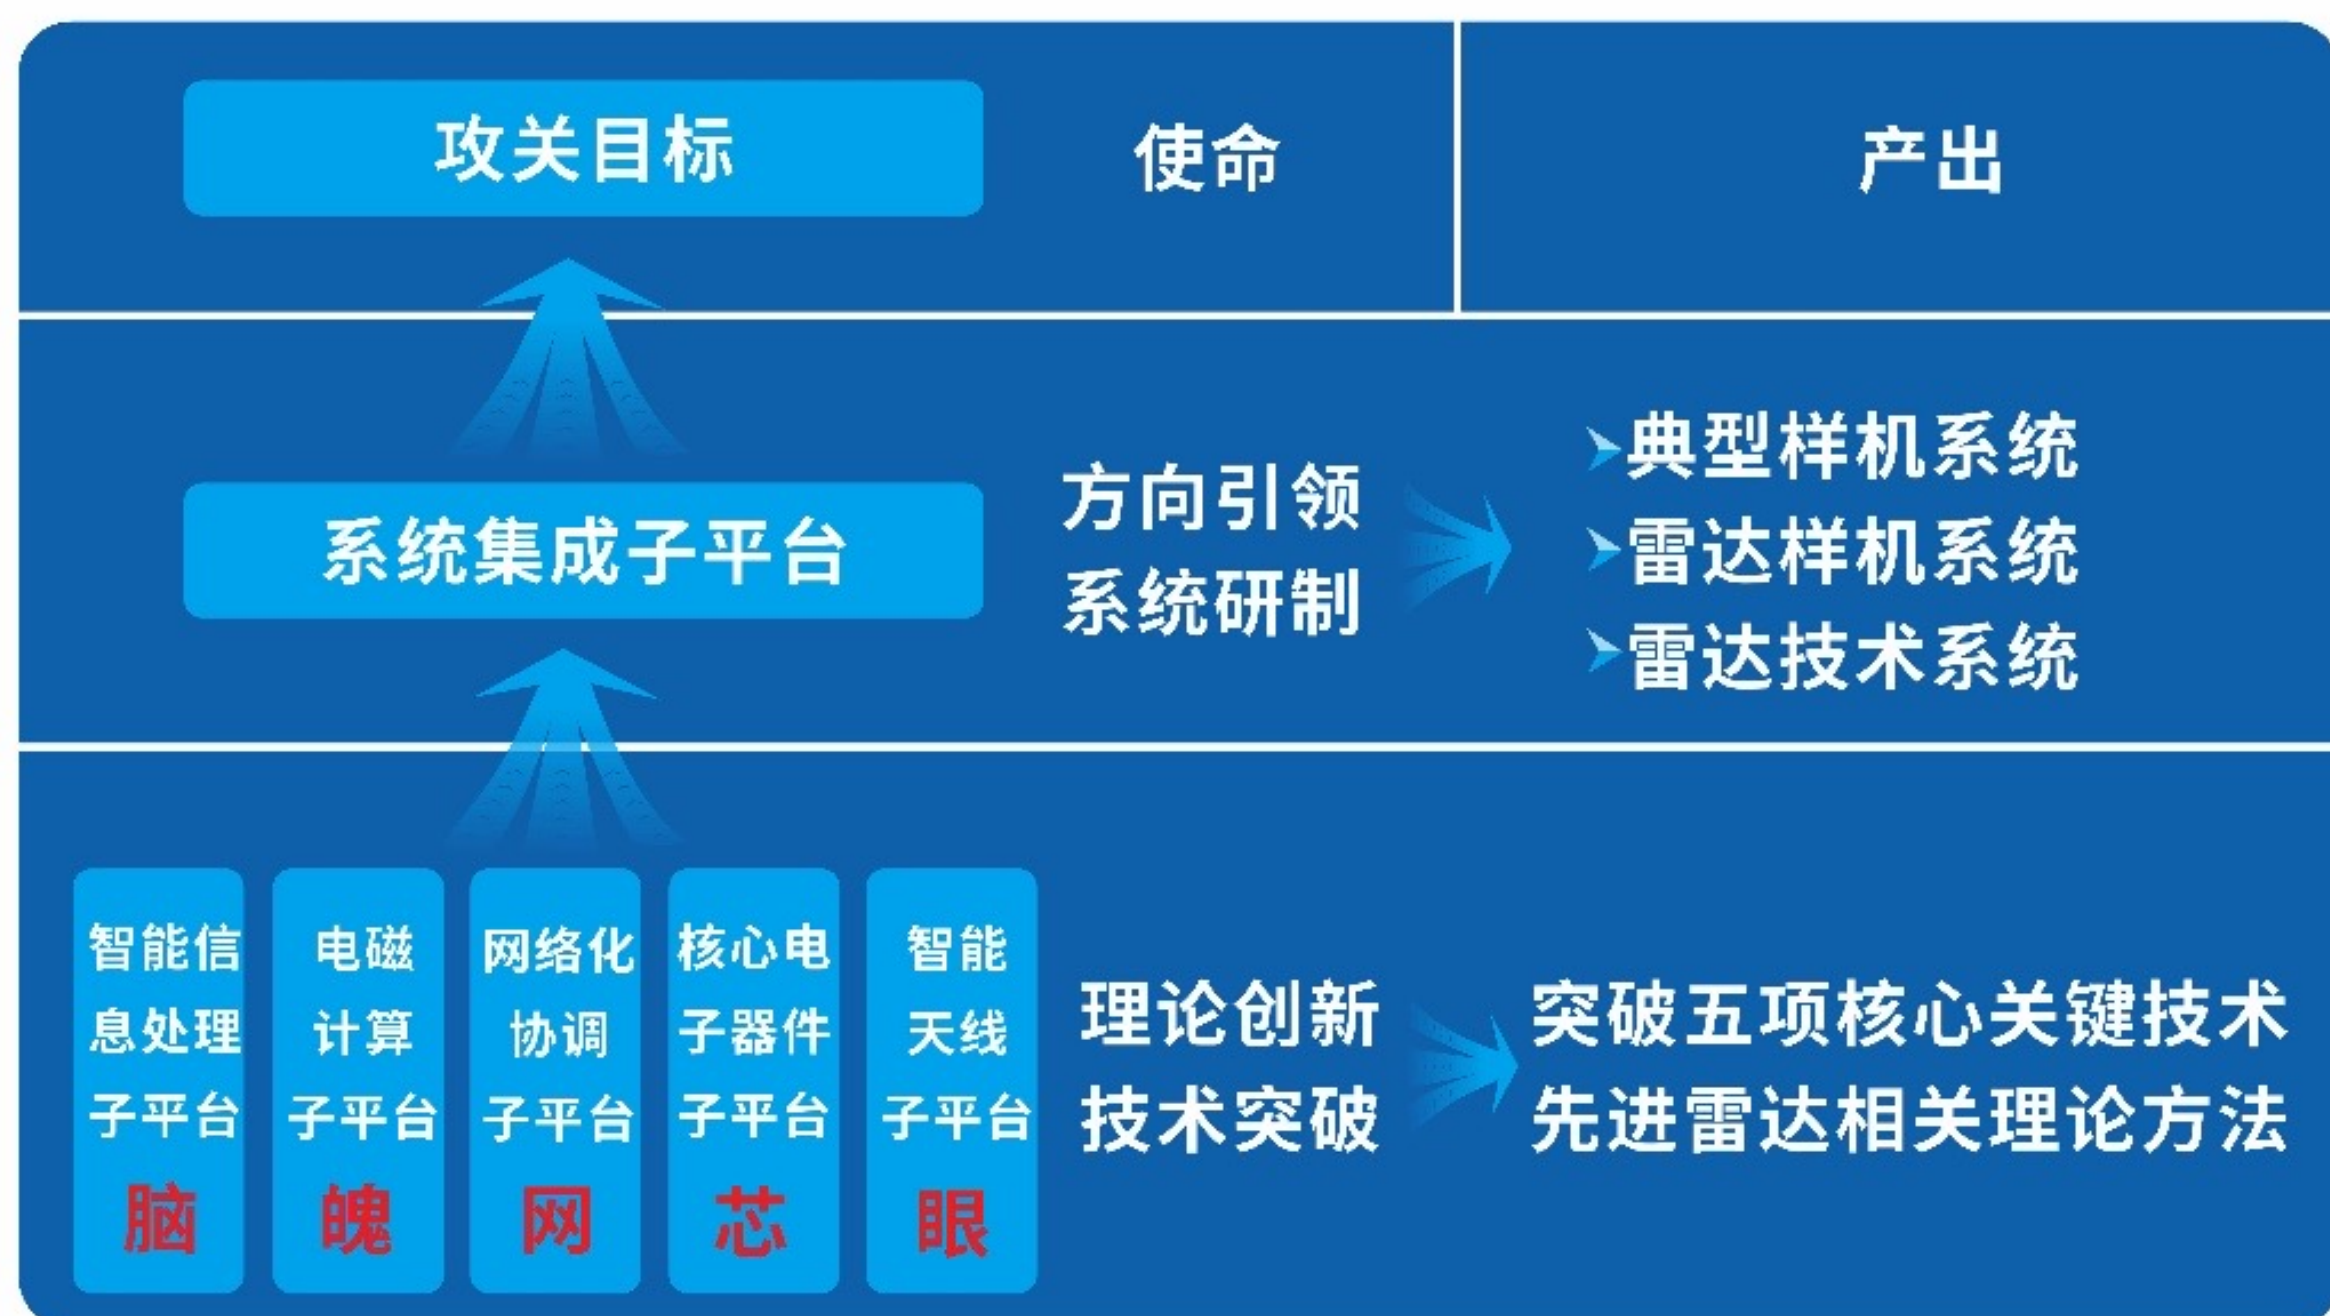 攻关目标
使命
产出
系统集成子平台
方向引领
系统研制
典型样机系统
雷达样机系统
雷达技术系统
智能信
息处理
子平台
脑
电磁
计算
子平台
魄
网络化
协调
子平台
网
核心电
子器件
子平台
芯
智能
天线
子平台
眼
理论创新
技术突破
突破五项核心关键技术
先进雷达相关理论方法